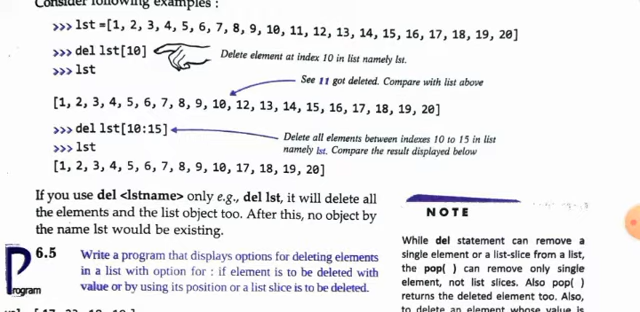 Consider following examples :
>>> lst =[1, 2, 3, 4, 5, 6, 7, 8, 9, 10, 11, 12, 13, 14, 15, 16, 17, 18, 19, 20]
>>> del lst[10]
Delete element at index 10 in list namely lst.
>>> lst
See 11 got deleted. Compare with list above
[1, 2, 3, 4, 5, 6, 7, 8, 9, 10, 12, 13, 14, 15, 16, 17, 18, 19, 20]
>>> del lst[10:15]
Delete all elements between indexes 10 to 15 in list
>>> lst
namely lst. Compare the result displayed below
[1, 2, 3, 4, 5, 6, 7, 8, 9, 10, 17, 18, 19, 20]
If you use del <lstname> only e.g., del lst, it will delete all
the elements and the list object too. After this, no object by
the name lst would be existing.
Program
6.5
Write a program that displays options for deleting elements
in a list with option for : if element is to be deleted with
value or by using its position or a list slice is to be deleted.
NOTE
While del statement can remove a
single element or a list-slice from a list,
the pop( ) can remove only single
element, not list slices. Also pop( )
returns the deleted element too. Also,
to delete an element whose value is